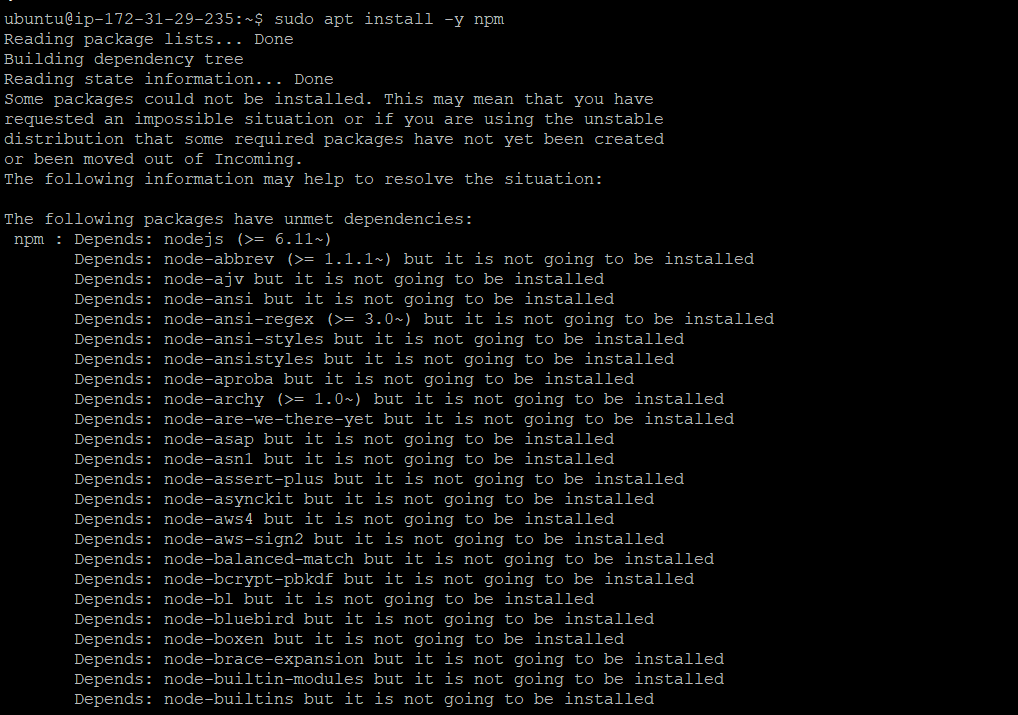 ubuntu@ip-172-31-29-235:~$ sudo apt install -y npm
Reading package lists... Done
Building dependency tree
Reading state information... Done
Some packages could not be installed. This may mean that you have
requested an impossible situation or if you are using the unstable
distribution that some required packages have not yet been created
or been moved out of Incoming.
The following information may help to resolve the situation:

The following packages have unmet dependencies:
 npm : Depends: nodejs (>= 6.11~)
       Depends: node-abbrev (>= 1.1.1~) but it is not going to be installed
       Depends: node-ajv but it is not going to be installed
       Depends: node-ansi but it is not going to be installed
       Depends: node-ansi-regex (>= 3.0~) but it is not going to be installed
       Depends: node-ansi-styles but it is not going to be installed
       Depends: node-ansistyles but it is not going to be installed
       Depends: node-aproba but it is not going to be installed
       Depends: node-archy (>= 1.0~) but it is not going to be installed
       Depends: node-are-we-there-yet but it is not going to be installed
       Depends: node-asap but it is not going to be installed
       Depends: node-asn1 but it is not going to be installed
       Depends: node-assert-plus but it is not going to be installed
       Depends: node-asynckit but it is not going to be installed
       Depends: node-aws4 but it is not going to be installed
       Depends: node-aws-sign2 but it is not going to be installed
       Depends: node-balanced-match but it is not going to be installed
       Depends: node-bcrypt-pbkdf but it is not going to be installed
       Depends: node-bl but it is not going to be installed
       Depends: node-bluebird but it is not going to be installed
       Depends: node-boxen but it is not going to be installed
       Depends: node-brace-expansion but it is not going to be installed
       Depends: node-builtin-modules but it is not going to be installed
       Depends: node-builtins but it is not going to be installed